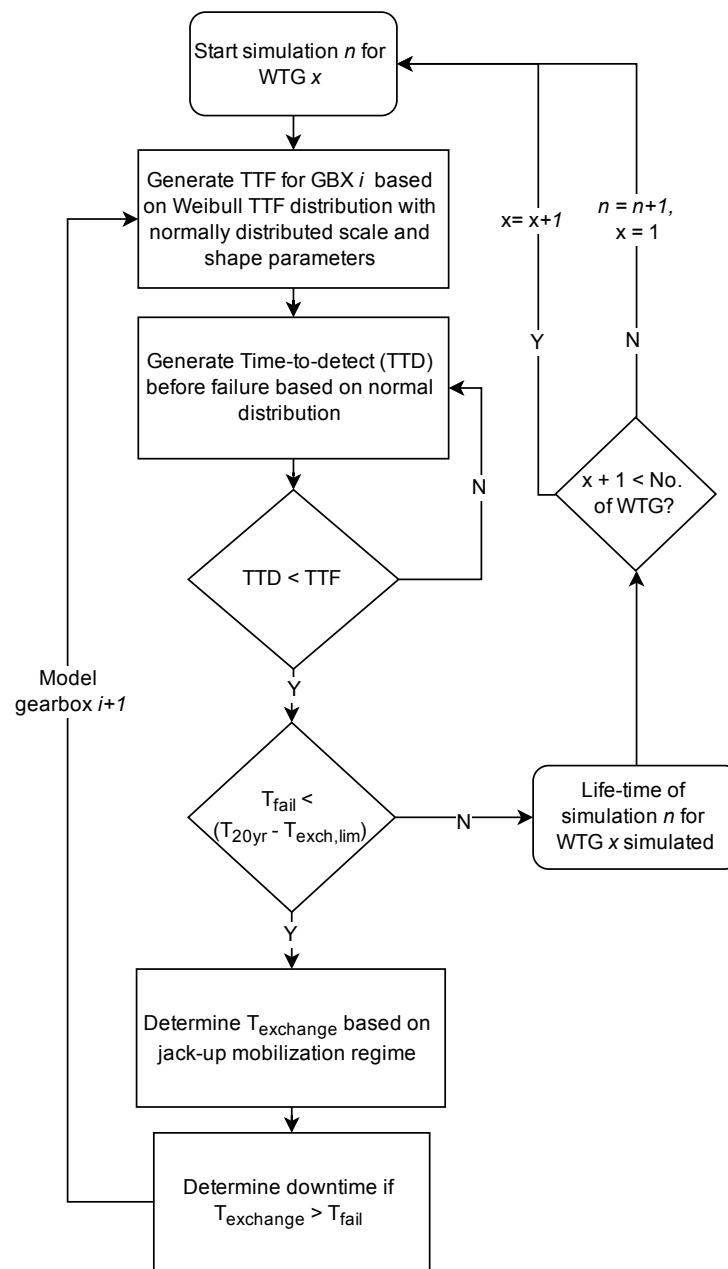 Start simulation n for
WTG x
Generate TTF for GBX i based
on Weibull TTF distribution with
normally distributed scale and
shape parameters
x= x+1
n = n+1,
x = 1
Generate Time-to-detect (TTD)
before failure based on normal
distribution
Y
N
N
x + 1 < No.
of WTG?
TTD < TTF
Model
gearbox i+1
Y
T_fail <
(T_20yr - T_exch,lim)
N
Life-time of
simulation n for
WTG x simulated
Y
Determine T_exchange based on
jack-up mobilization regime
Determine downtime if
T_exchange > T_fail